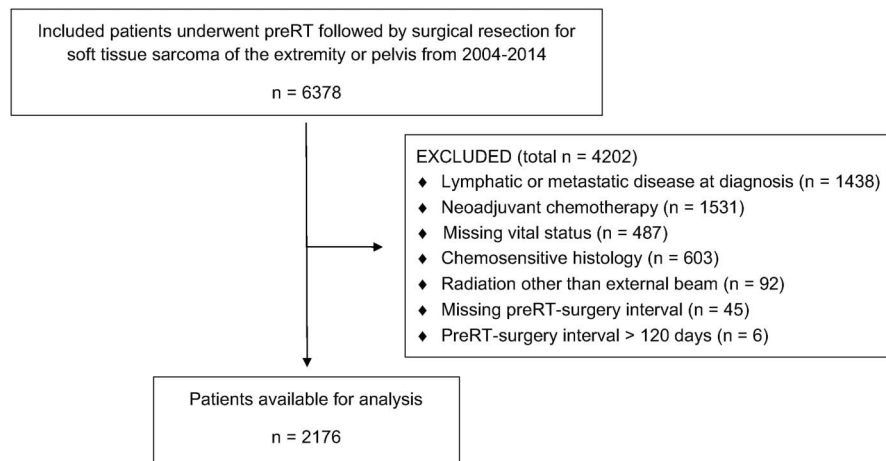 Included patients underwent preRT followed by surgical resection for
soft tissue sarcoma of the extremity or pelvis from 2004-2014
n = 6378
EXCLUDED (total n = 4202)
♦ Lymphatic or metastatic disease at diagnosis (n = 1438)
♦ Neoadjuvant chemotherapy (n = 1531)
♦ Missing vital status (n = 487)
♦ Chemosensitive histology (n = 603)
♦ Radiation other than external beam (n = 92)
♦ Missing preRT-surgery interval (n = 45)
♦ PreRT-surgery interval > 120 days (n = 6)
Patients available for analysis
n = 2176